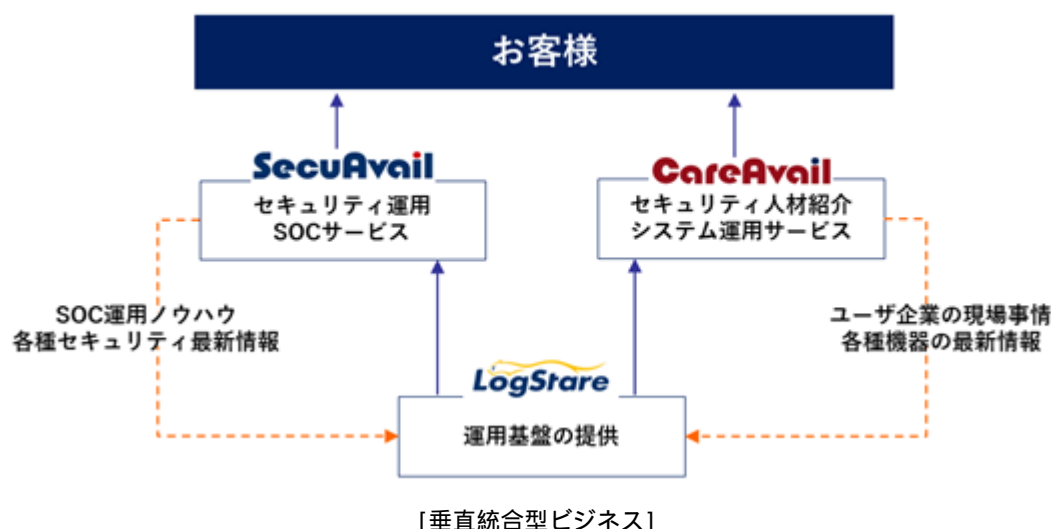 お客様
SecuAvail
セキュリティ運用
SOCサービス
CareAvail
セキュリティ人材紹介
システム運用サービス
SOC運用ノウハウ
各種セキュリティ最新情報
ユーザ企業の現場事情
各種機器の最新情報
LogStare
運用基盤の提供
[垂直統合型ビジネス]